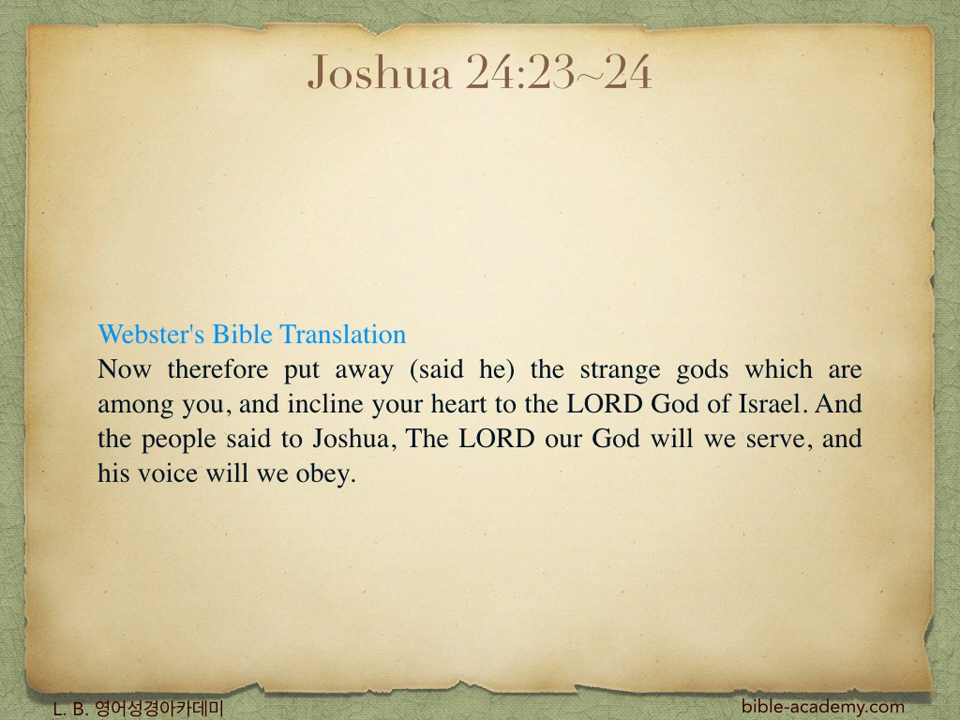 Joshua 24:23~24
Webster's Bible Translation
Now therefore put away (said he) the strange gods which are
among you, and incline your heart to the LORD God of Israel. And
the people said to Joshua, The LORD our God will we serve, and
his voice will we obey.
L. B. 영어성경아카데미
bible-academy.com